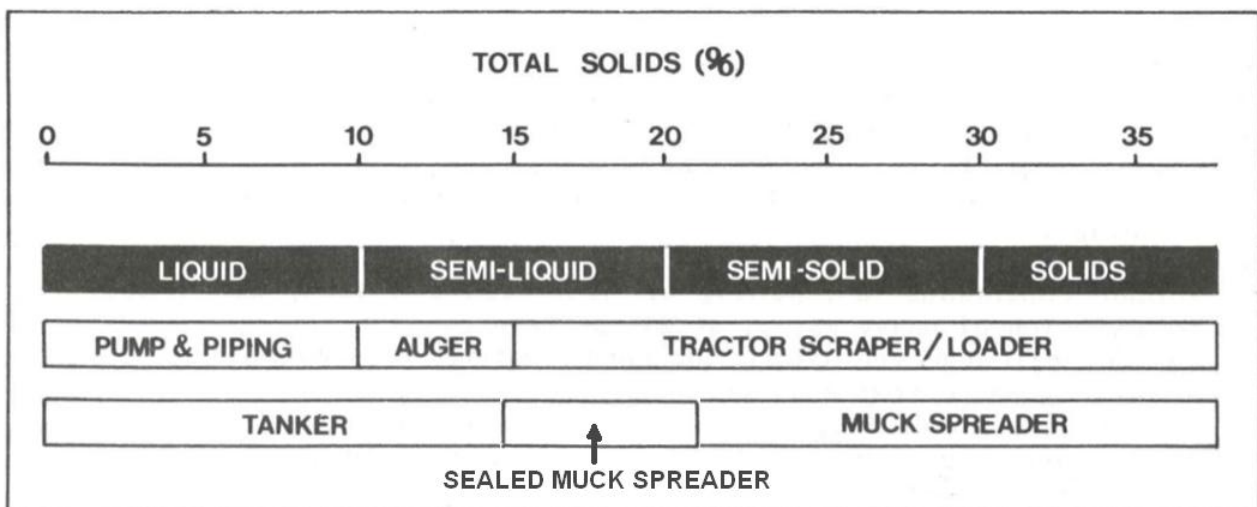 TOTAL SOLIDS (%)
0 5 10 15 20 25 30 35
LIQUID SEMI-LIQUID SEMI-SOLID SOLIDS
PUMP & PIPING AUGER TRACTOR SCRAPER/LOADER
TANKER MUCK SPREADER
SEALED MUCK SPREADER